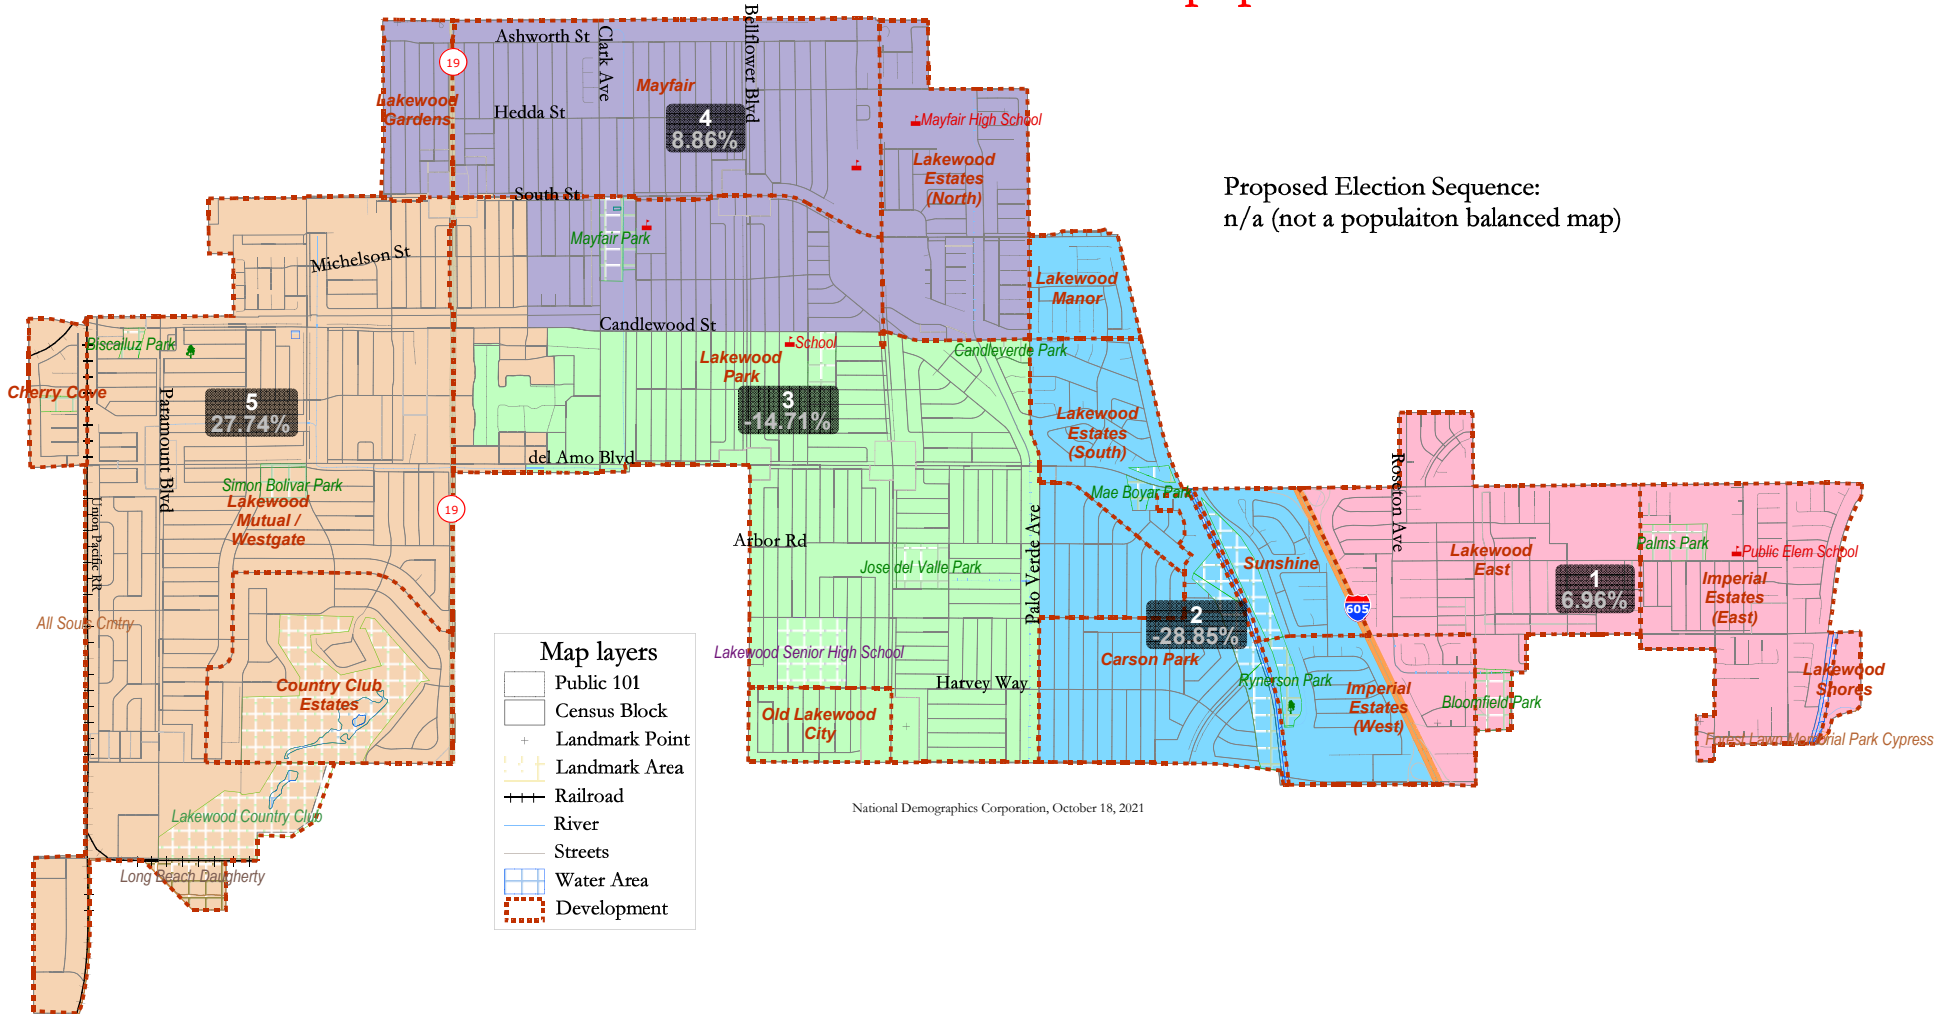 Ashworth St
Clark Ave
Bellflower Blvd
19
Mayfair
Lakewood
Gardens
Hedda St
4
8.86%
Mayfair High School
Lakewood
Estates
(North)
South St
Mayfair Park
Michelson St
Proposed Election Sequence:
n/a (not a populaiton balanced map)
Lakewood
Manor
Candlewood St
School
Biscailuz Park
Candleverde Park
Lakewood
Park
Cherry Cove
Paramount Blvd
5
27.74%
3
-14.71%
Lakewood
Estates
(South)
del Amo Blvd
Roseton Ave
Simon Bolivar Park
Mae Boyar Park
Lakewood
Mutual /
Westgate
19
Union Pacific RR
Arbor Rd
Palo Verde Ave
Jose del Valle Park
Sunshine
Lakewood
East
Palms Park
Public Elem School
1
6.96%
Imperial
Estates
(East)
605
All Souls Cmtry
2
-28.85%
Carson Park
Lakewood Senior High School
Harvey Way
Rynerson Park
Country Club
Estates
Old Lakewood
City
Imperial
Estates
(West)
Bloomfield Park
Lakewood
Shores
Forest Lawn Memorial Park Cypress
Lakewood Country Club
Long Beach Daugherty
Map layers
Public 101
Census Block
Landmark Point
Landmark Area
Railroad
River
Streets
Water Area
Development
National Demographics Corporation, October 18, 2021